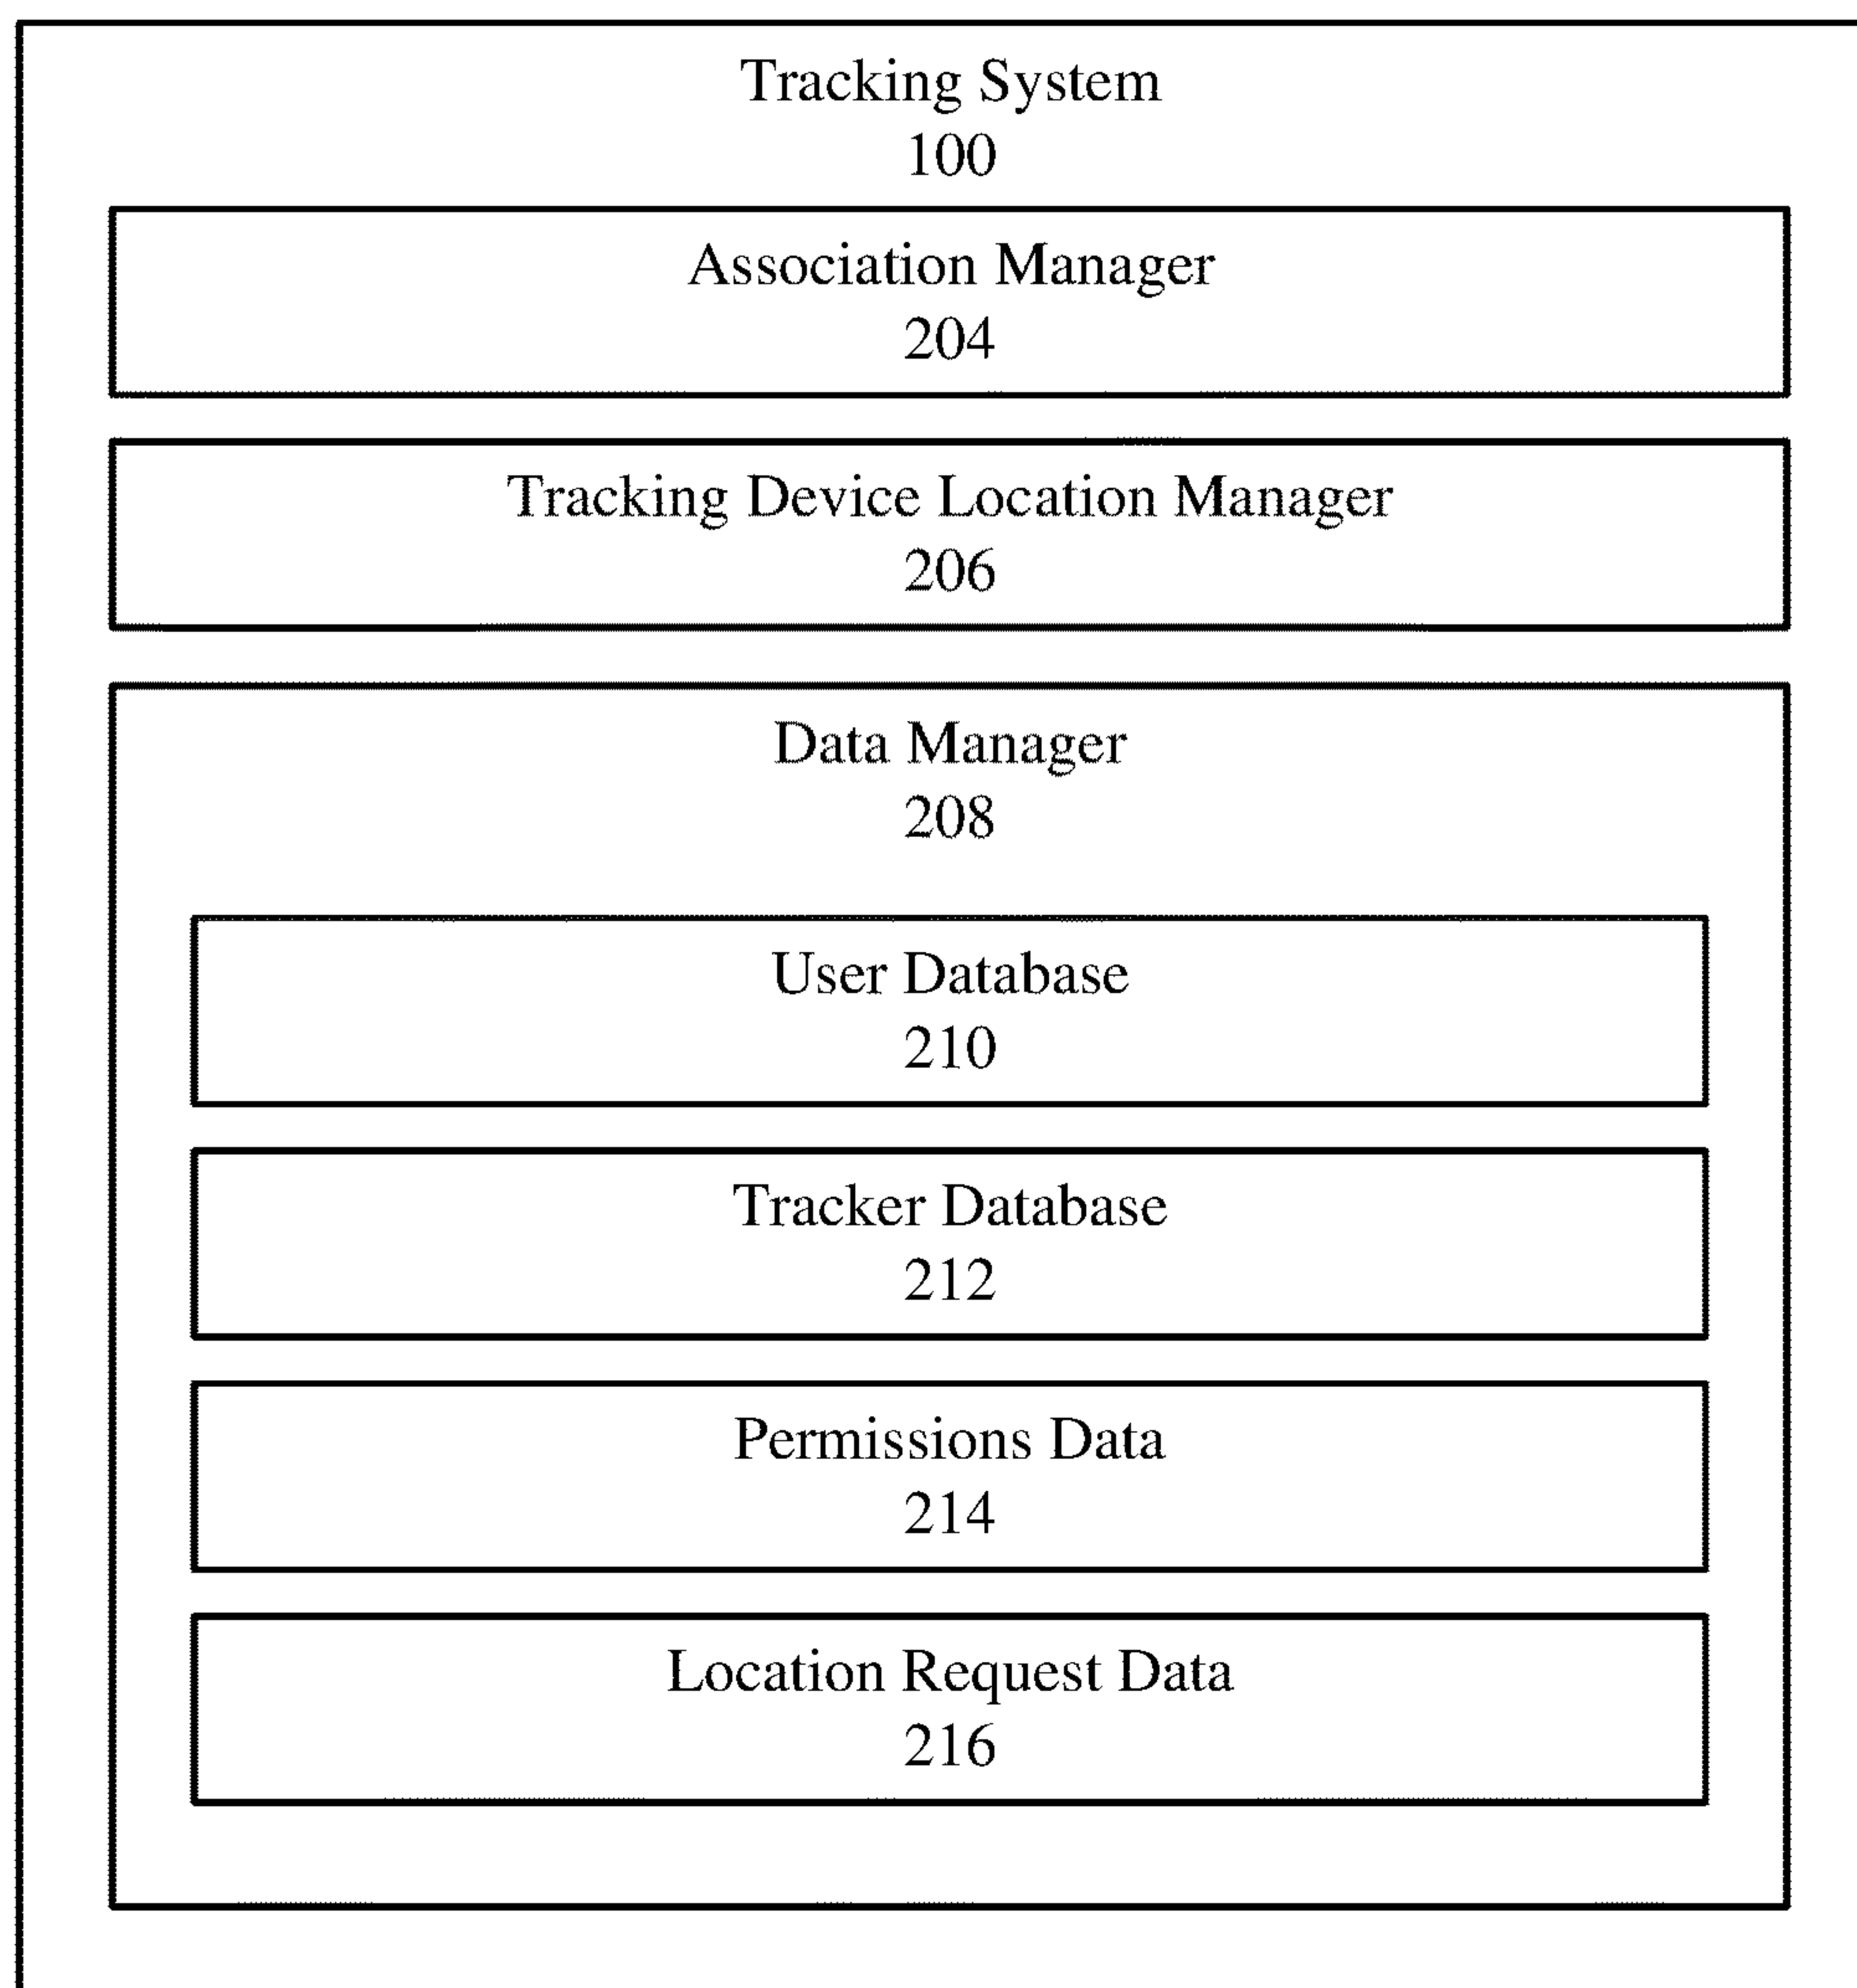 Tracking System
100
Association Manager
204
Tracking Device Location Manager
206
Data Manager
208
User Database
210
Tracker Database
212
Permissions Data
214
Location Request Data
216